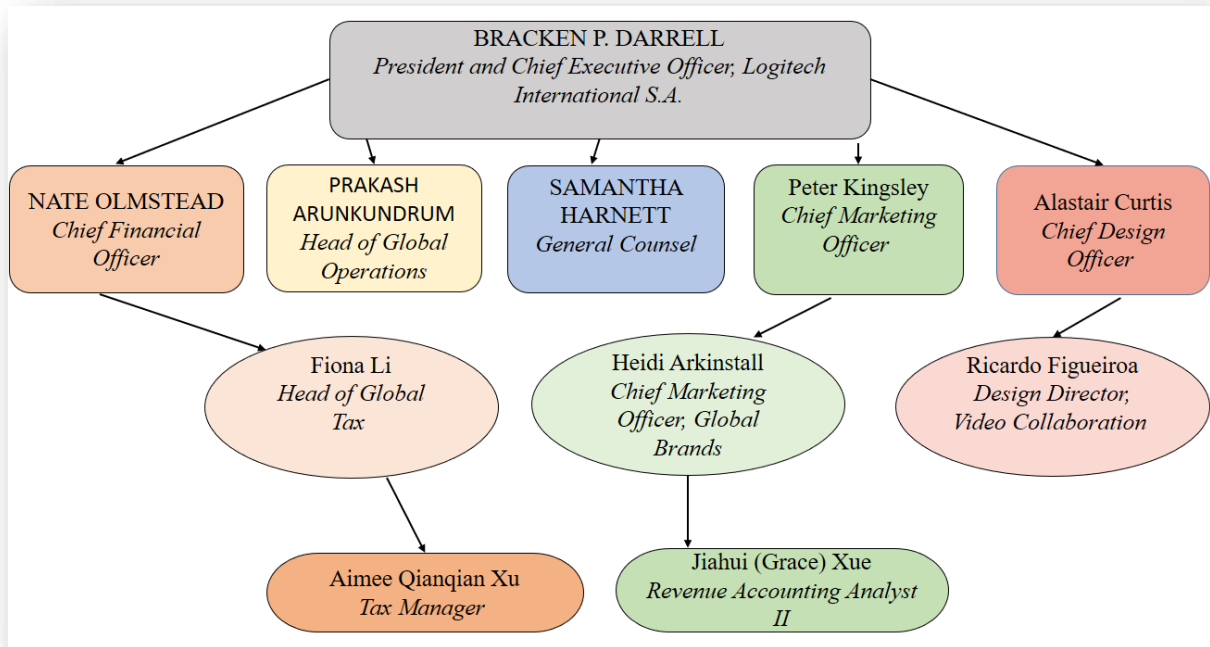 BRACKEN P. DARRELL
President and Chief Executive Officer, Logitech
International S.A.
NATE OLMSTEAD
Chief Financial
Officer
PRAKASH
ARUNKUNDRUM
Head of Global
Operations
SAMANTHA
HARNETT
General Counsel
Peter Kingsley
Chief Marketing
Officer
Alastair Curtis
Chief Design
Officer
Fiona Li
Head of Global
Tax
Heidi Arkinstall
Chief Marketing
Officer, Global
Brands
Ricardo Figueiroa
Design Director,
Video Collaboration
Aimee Qianqian Xu
Tax Manager
Jiahui (Grace) Xue
Revenue Accounting Analyst
II